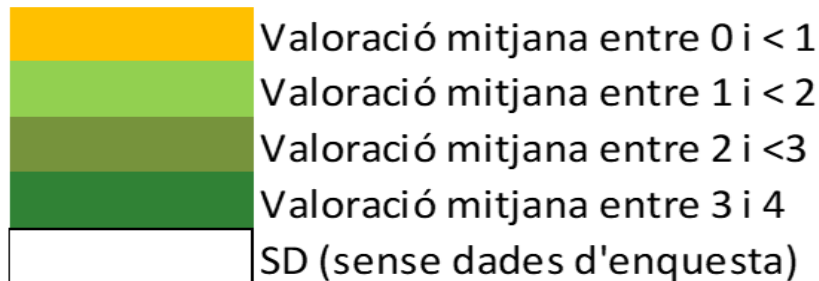 Valoració mitjana entre 0 i < 1
Valoració mitjana entre 1 i < 2
Valoració mitjana entre 2 i <3
Valoració mitjana entre 3 i 4
SD (sense dades d'enquesta)